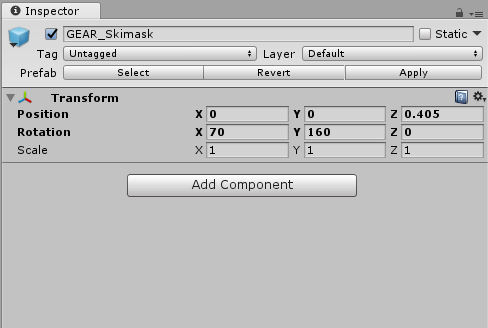 Inspector
GEAR_Skimask Static
Tag Untagged Layer Default
Prefab Select Revert Apply
Transform
Position X 0 Y 0 Z 0.405
Rotation X 70 Y 160 Z 0
Scale X 1 Y 1 Z 1
Add Component